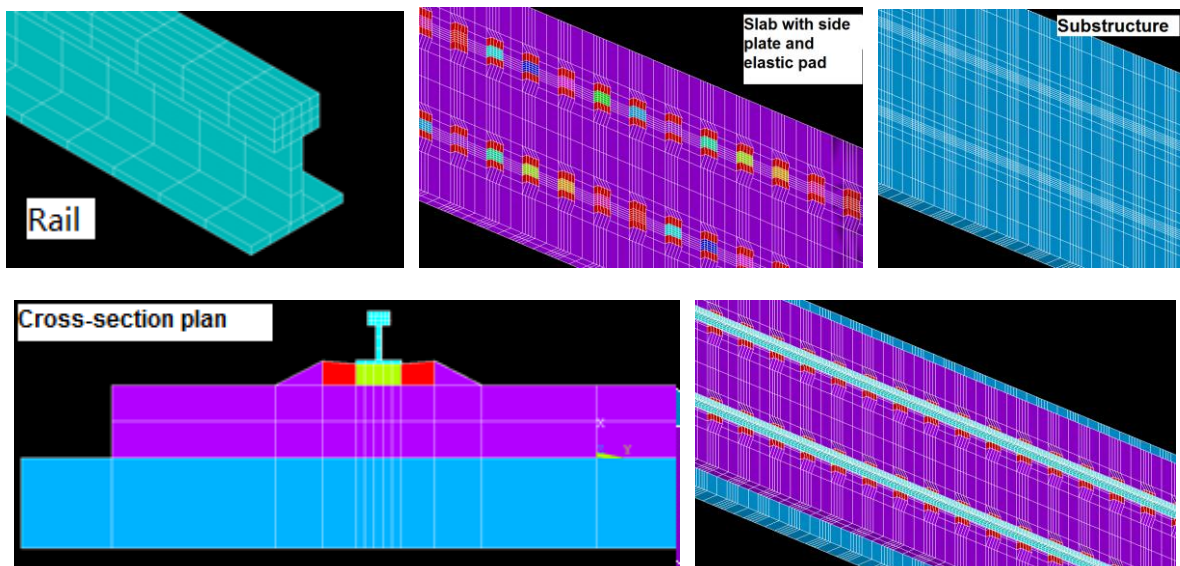 Rail
Slab with side
plate and
elastic pad
Substructure
Cross-section plan
X
Y